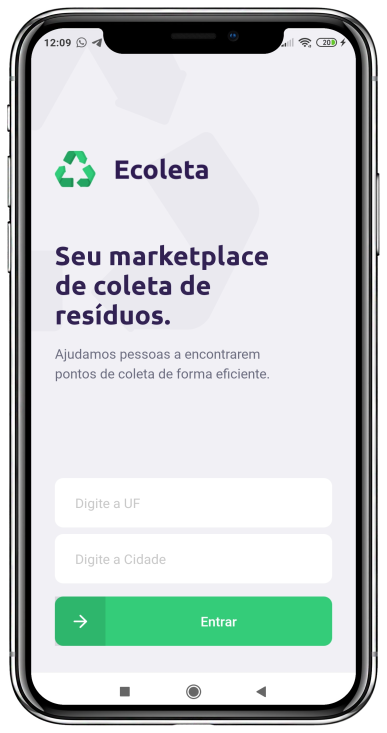 12:09
20
Ecoleta
Seu marketplace
de coleta de
resíduos.
Ajudamos pessoas a encontrarem
pontos de coleta de forma eficiente.
Digite a UF
Digite a Cidade
Entrar